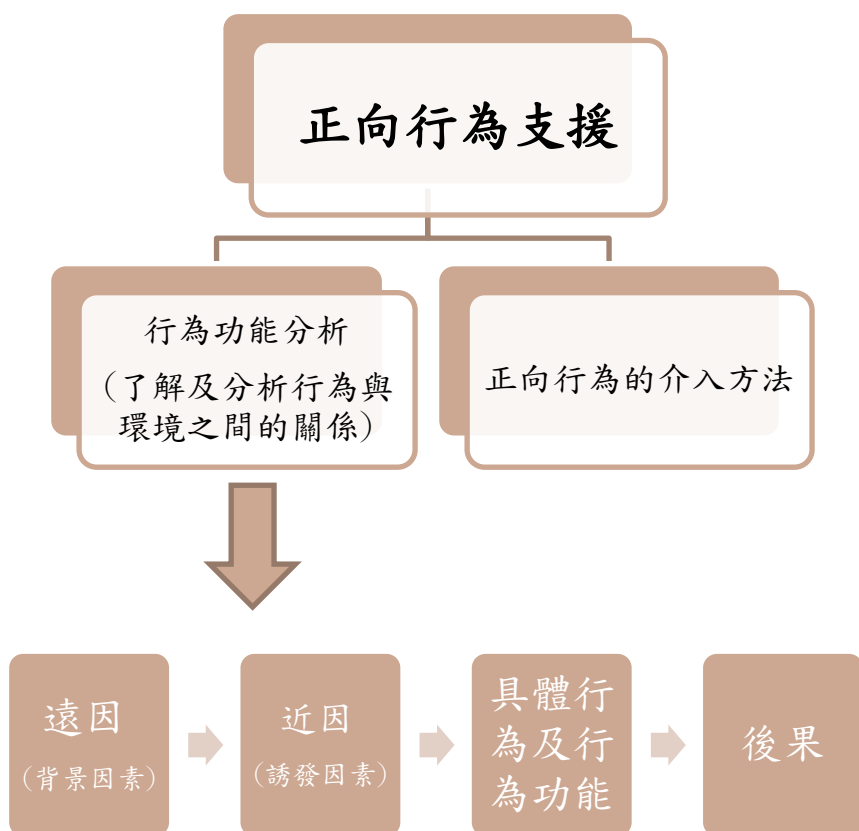 正向行為支援
行為功能分析
（了解及分析行為與
環境之間的關係）
正向行為的介入方法
遠因
（背景因素）
近因
（誘發因素）
具體行
為及行
為功能
後果